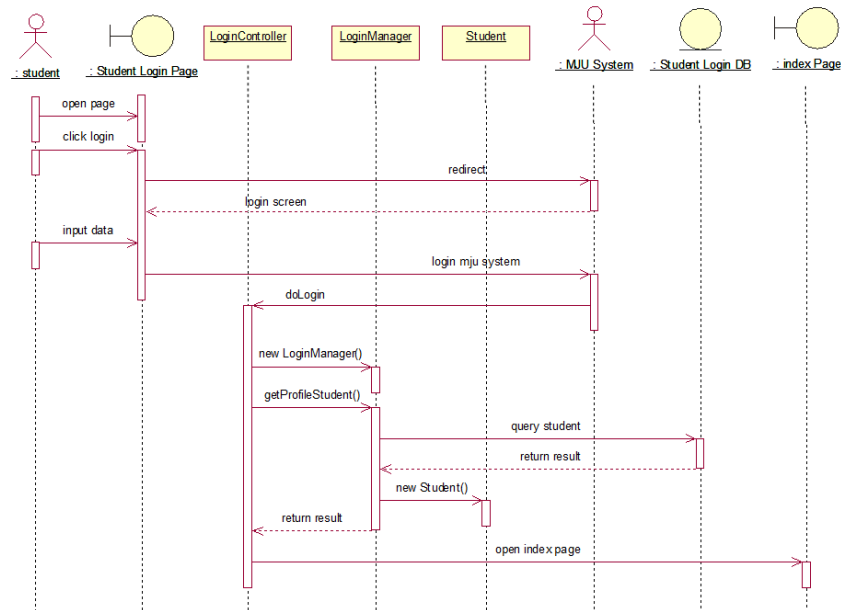 : student
: Student Login Page
LoginController
LoginManager
Student
: MJU System
: Student Login DB
: index Page
open page
click login
redirect
login screen
input data
login mju system
doLogin
new LoginManager()
getProfileStudent()
query student
return result
new Student()
return result
open index page